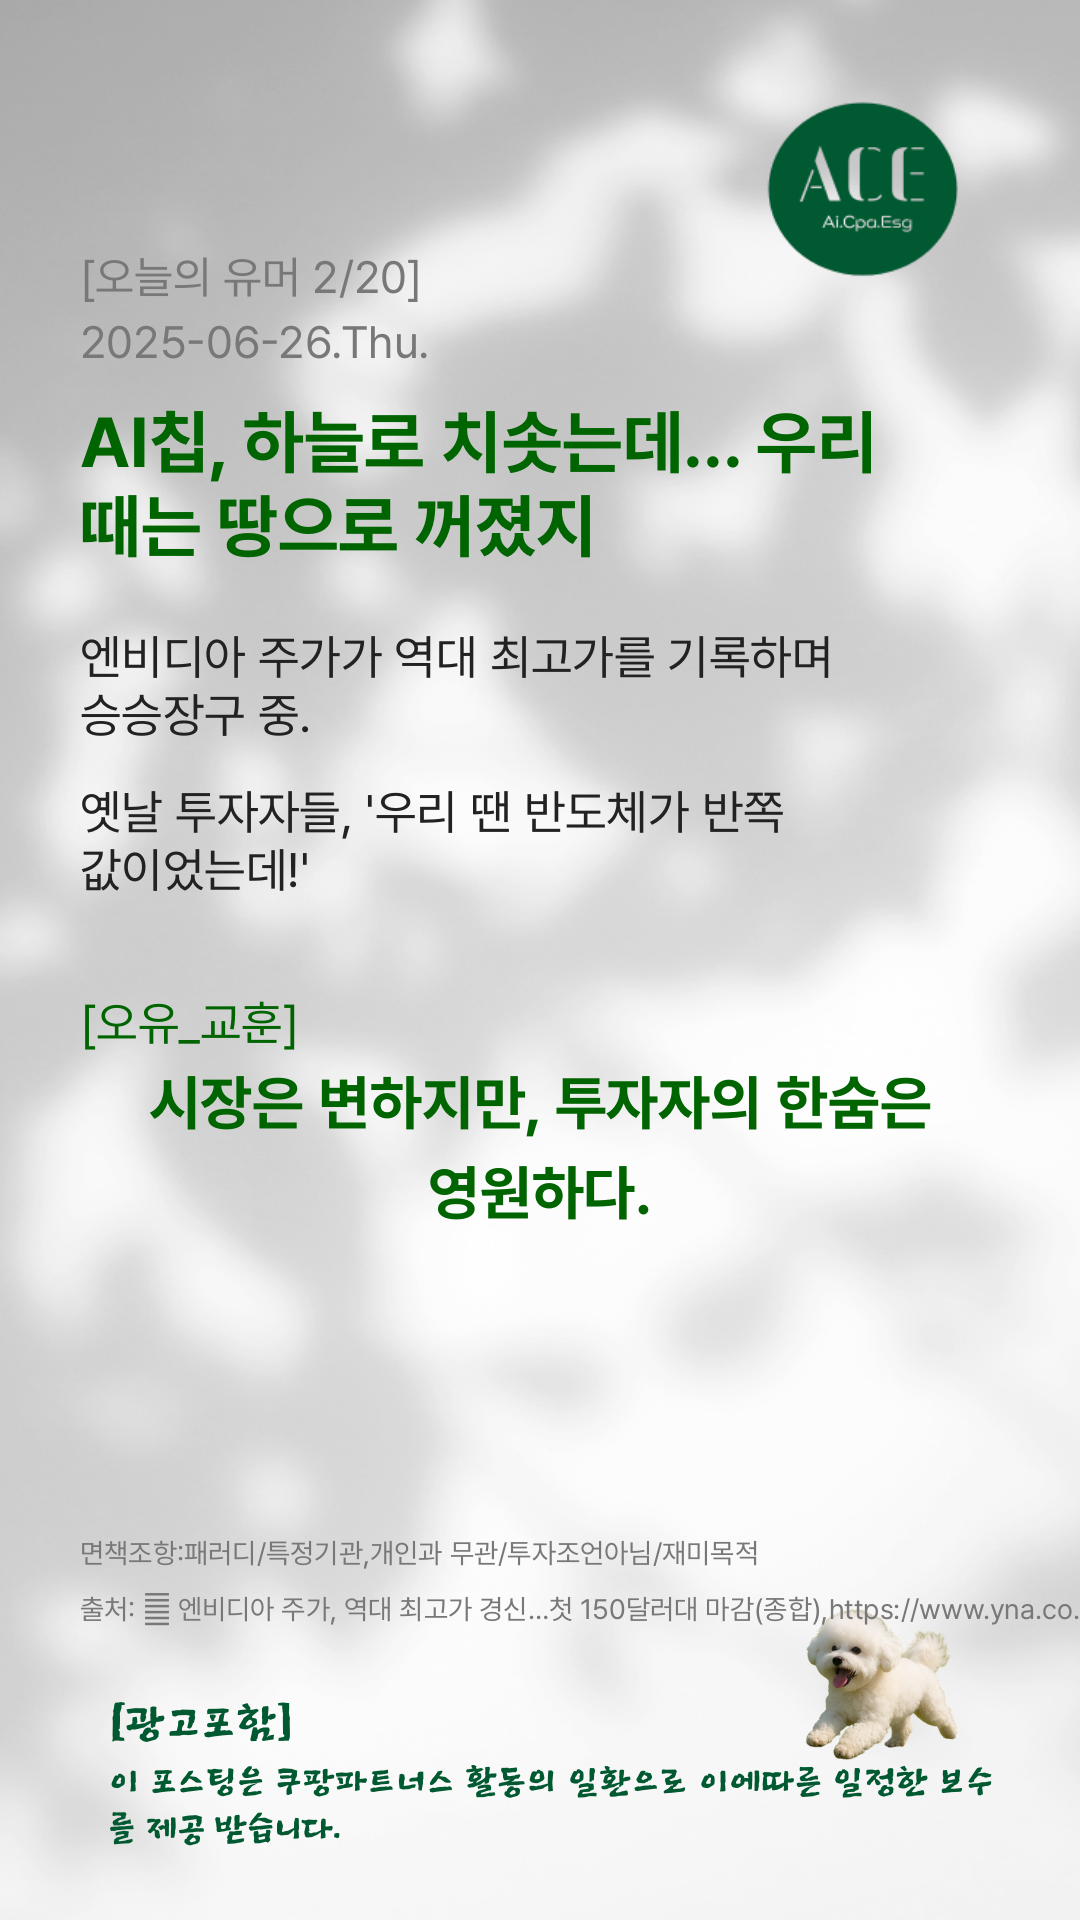 ACE
Ai.Cpa.Esg
[오늘의 유머 2/20]
2025-06-26.Thu.
AI칩, 하늘로 치솟는데... 우리
때는 땅으로 꺼졌지
엔비디아 주가가 역대 최고가를 기록하며
승승장구 중.
옛날 투자자들, '우리 땐 반도체가 반쪽
값이었는데!'
[오유_교훈]
시장은 변하지만, 투자자의 한숨은
영원하다.
면책조항:패러디/특정기관,개인과 무관/투자조언아님/재미목적
출처: ䷀ 엔비디아 주가, 역대 최고가 경신...첫 150달러대 마감(종합),https://www.yna.co.
[광고포함]
이 포스팅은 쿠팡파트너스 활동의 일환으로 이에따른 일정한 보수
를 제공 받습니다.